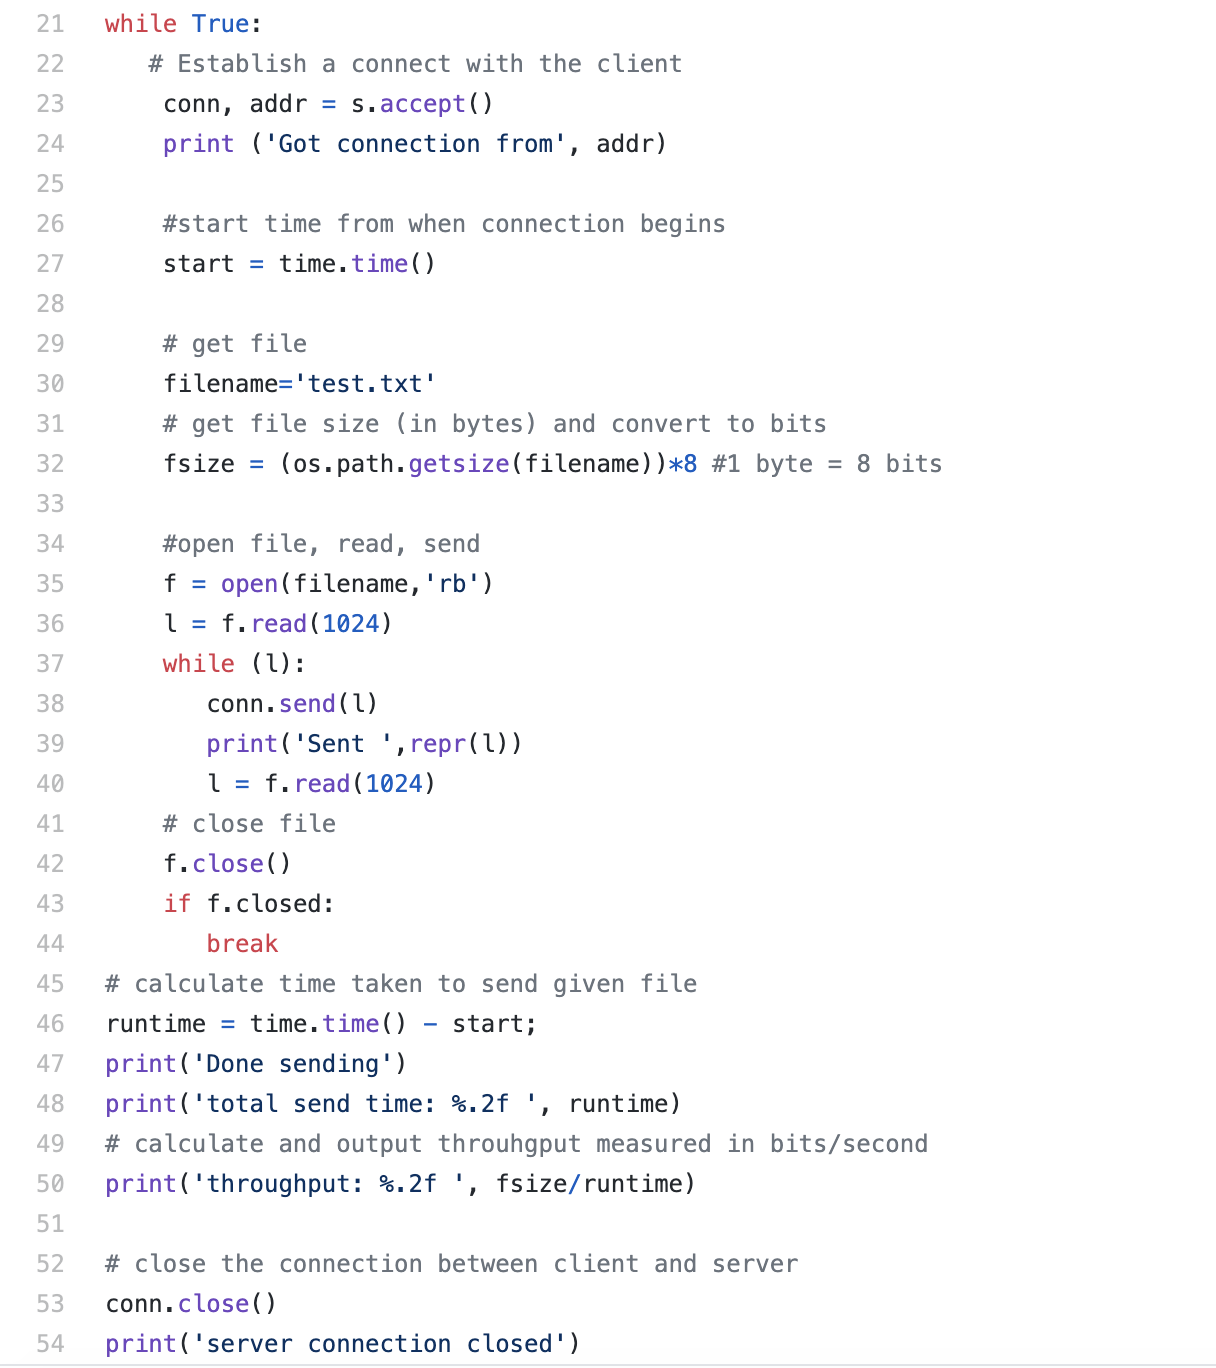 21 while True:
22 # Establish a connect with the client
23 conn, addr = s.accept()
24 print ('Got connection from', addr)
25
26 #start time from when connection begins
27 start = time.time()
28
29 # get file
30 filename='test.txt'
31 # get file size (in bytes) and convert to bits
32 fsize = (os.path.getsize(filename))*8 #1 byte = 8 bits
33
34 #open file, read, send
35 f = open(filename,'rb')
36 l = f.read(1024)
37 while (l):
38 conn.send(l)
39 print('Sent ',repr(l))
40 l = f.read(1024)
41 # close file
42 f.close()
43 if f.closed:
44 break
45 # calculate time taken to send given file
46 runtime = time.time() - start;
47 print('Done sending')
48 print('total send time: %.2f ', runtime)
49 # calculate and output throuhgput measured in bits/second
50 print('throughput: %.2f ', fsize/runtime)
51
52 # close the connection between client and server
53 conn.close()
54 print('server connection closed')